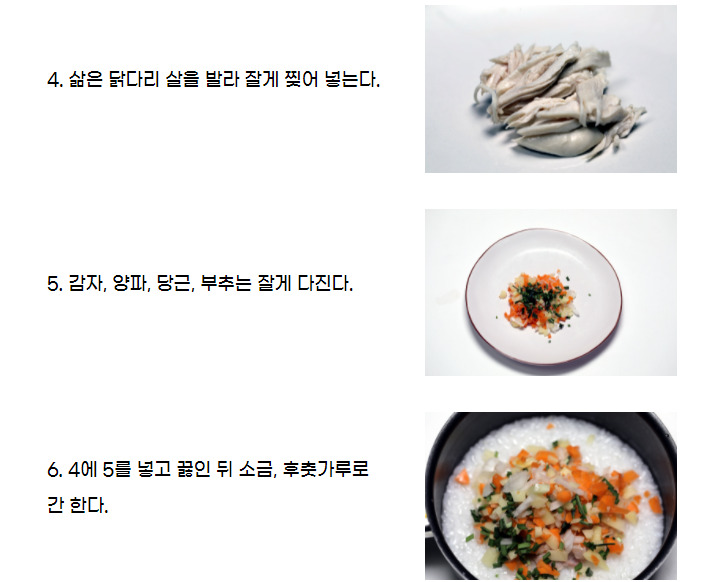 4. 삶은 닭다리 살을 발라 잘게 찢어 넣는다.
5. 감자, 양파, 당근, 부추는 잘게 다진다.
6. 4에 5를 넣고 끓인 뒤 소금, 후춧가루로
간 한다.